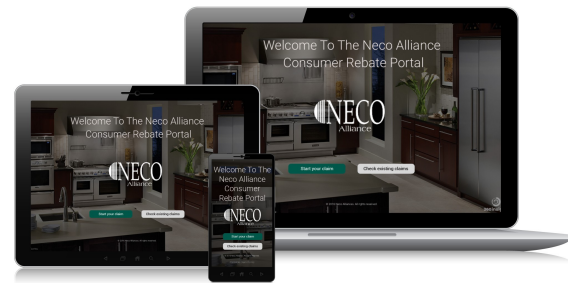 Welcome To The Neco Alliance
Consumer Rebate Portal
NECO
Alliance
Start your claim
Check existing claims
Welcome To The Neco Alliance
Consumer Rebate Portal
NECO
Alliance
Start your claim
Check existing claims
Welcome To The
Neco Alliance
Consumer
Rebate Portal
NECO
Alliance
Start your claim
Check existing claims